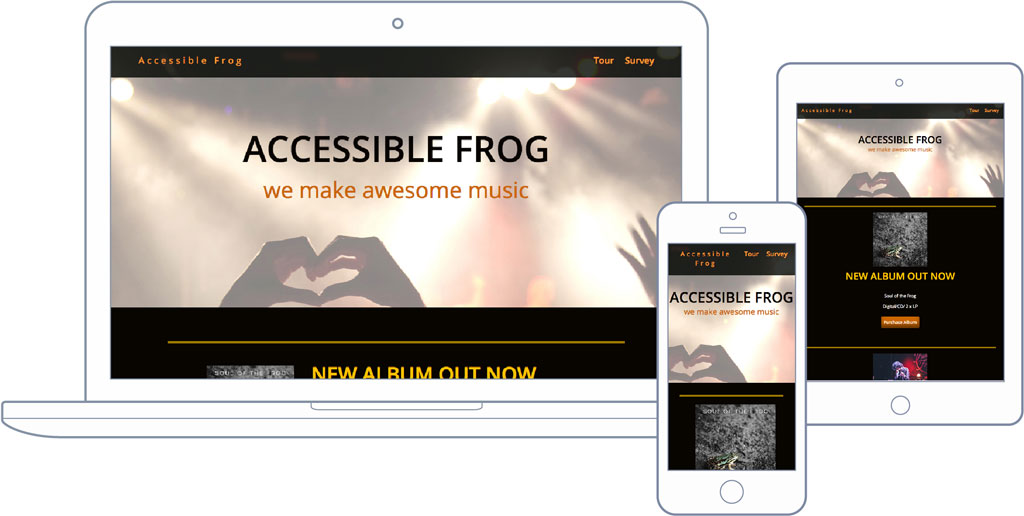 Accessible Frog
Tour Survey
ACCESSIBLE FROG
we make awesome music
SOUL OF THE FROG
NEW ALBUM OUT NOW
Accessible
Frog
Tour Survey
ACCESSIBLE FROG
we make awesome music
SOUL OF THE FROG
Accessible Frog
Tour Survey
ACCESSIBLE FROG
we make awesome music
NEW ALBUM OUT NOW
Soul of the frog
Digital/CD/ 2 x LP
Purchase Album